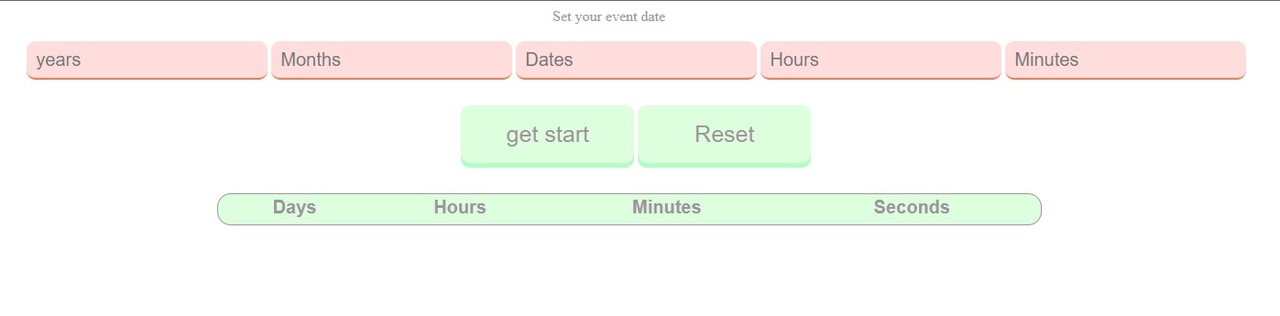 Set your event date
years Months Dates Hours Minutes
get start Reset
Days Hours Minutes Seconds